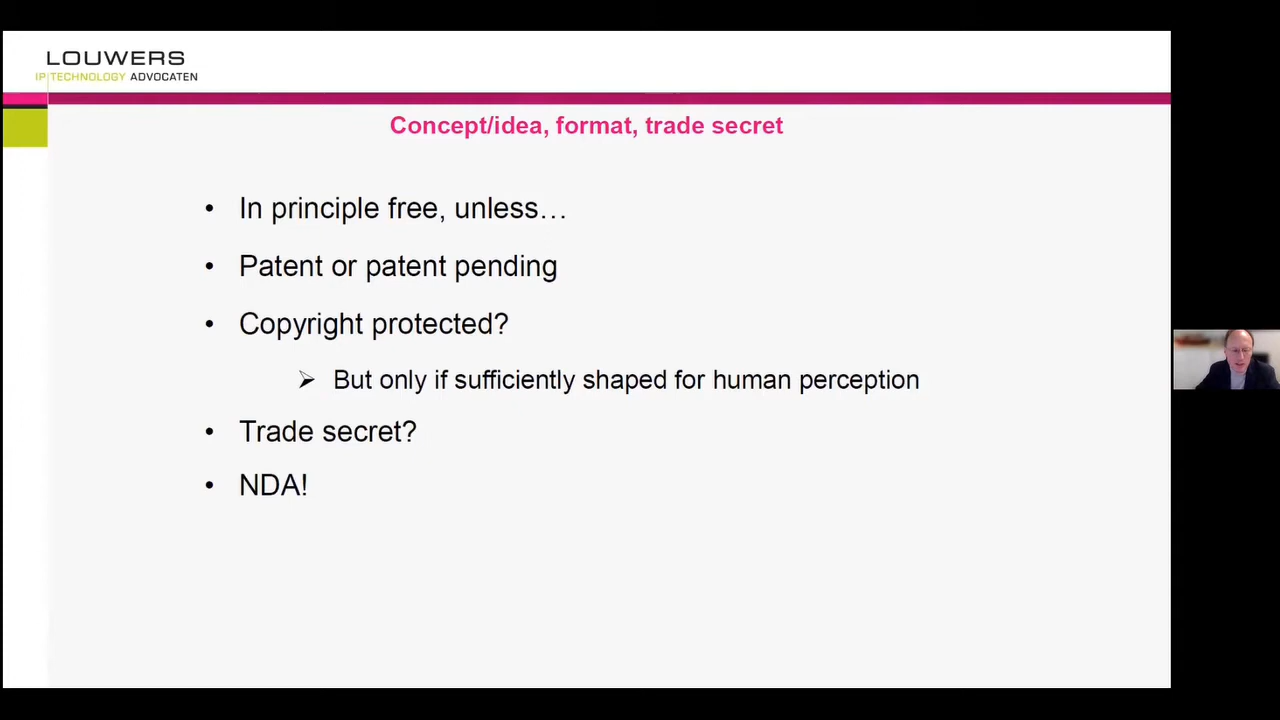 LOUWERS
IP TECHNOLOGY ADVOCATEN
Concept/idea, format, trade secret
• In principle free, unless…
• Patent or patent pending
• Copyright protected?
➢ But only if sufficiently shaped for human perception
• Trade secret?
• NDA!